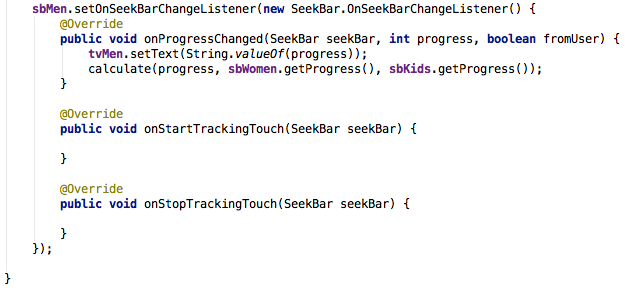 sbMen.setOnSeekBarChangeListener(new SeekBar.OnSeekBarChangeListener() {
@Override
public void onProgressChanged(SeekBar seekBar, int progress, boolean fromUser) {
tvMen.setText(String.valueOf(progress));
calculate(progress, sbWomen.getProgress(), sbKids.getProgress());
}
@Override
public void onStartTrackingTouch(SeekBar seekBar) {
}
@Override
public void onStopTrackingTouch(SeekBar seekBar) {
}
});
}